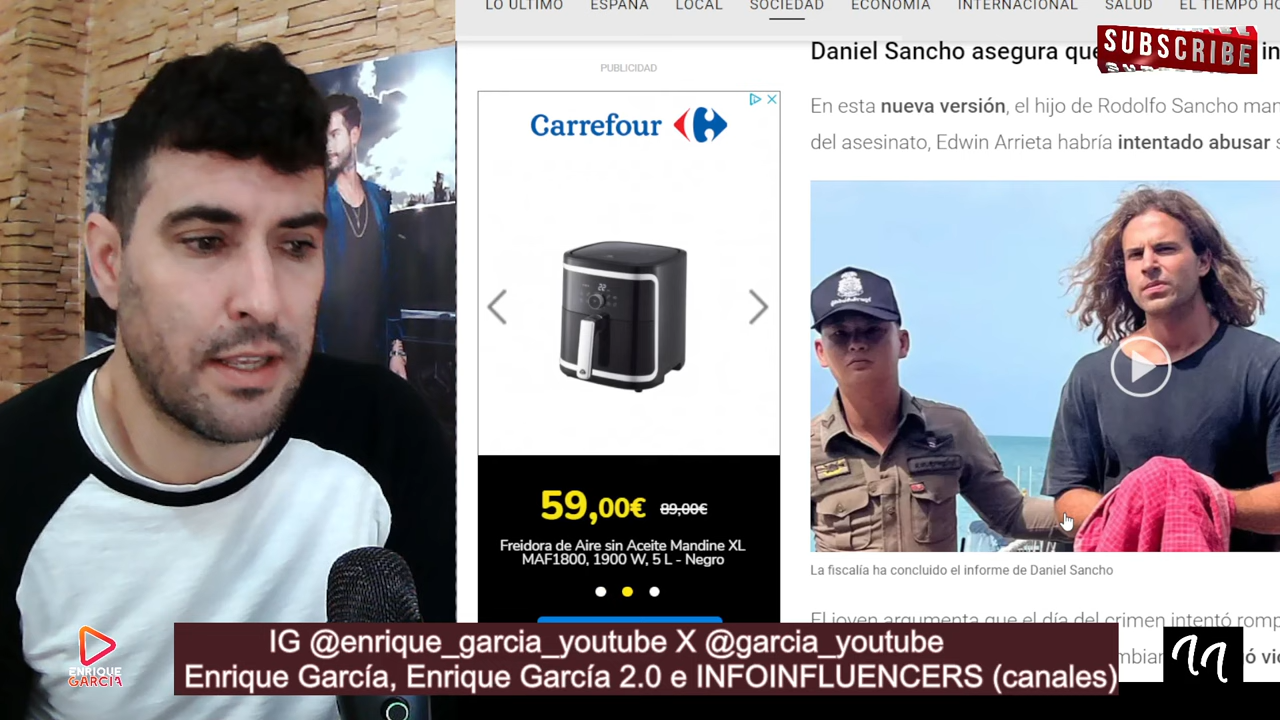 LO ÚLTIMO ESPAÑA LOCAL SOCIEDAD ECONOMÍA INTERNACIONAL SALUD EL TIEMPO
SUBSCRIBE
Daniel Sancho asegura que
En esta nueva versión, el hijo de Rodolfo Sancho
del asesinato, Edwin Arrieta habría intentado abusar
PUBLICIDAD
Carrefour
22
59,00€ 89,00€
Freidora de Aire sin Aceite Mandine XL
MAF1800, 1900 W, 5 L - Negro
La fiscalía ha concluido el informe de Daniel Sancho
El joven argumenta que el día del crimen intentó
ENRIQUE
GARCÍA
IG @enrique_garcia_youtube X @garcia_youtube
Enrique García, Enrique García 2.0 e INFOINFLUENCERS (canales)